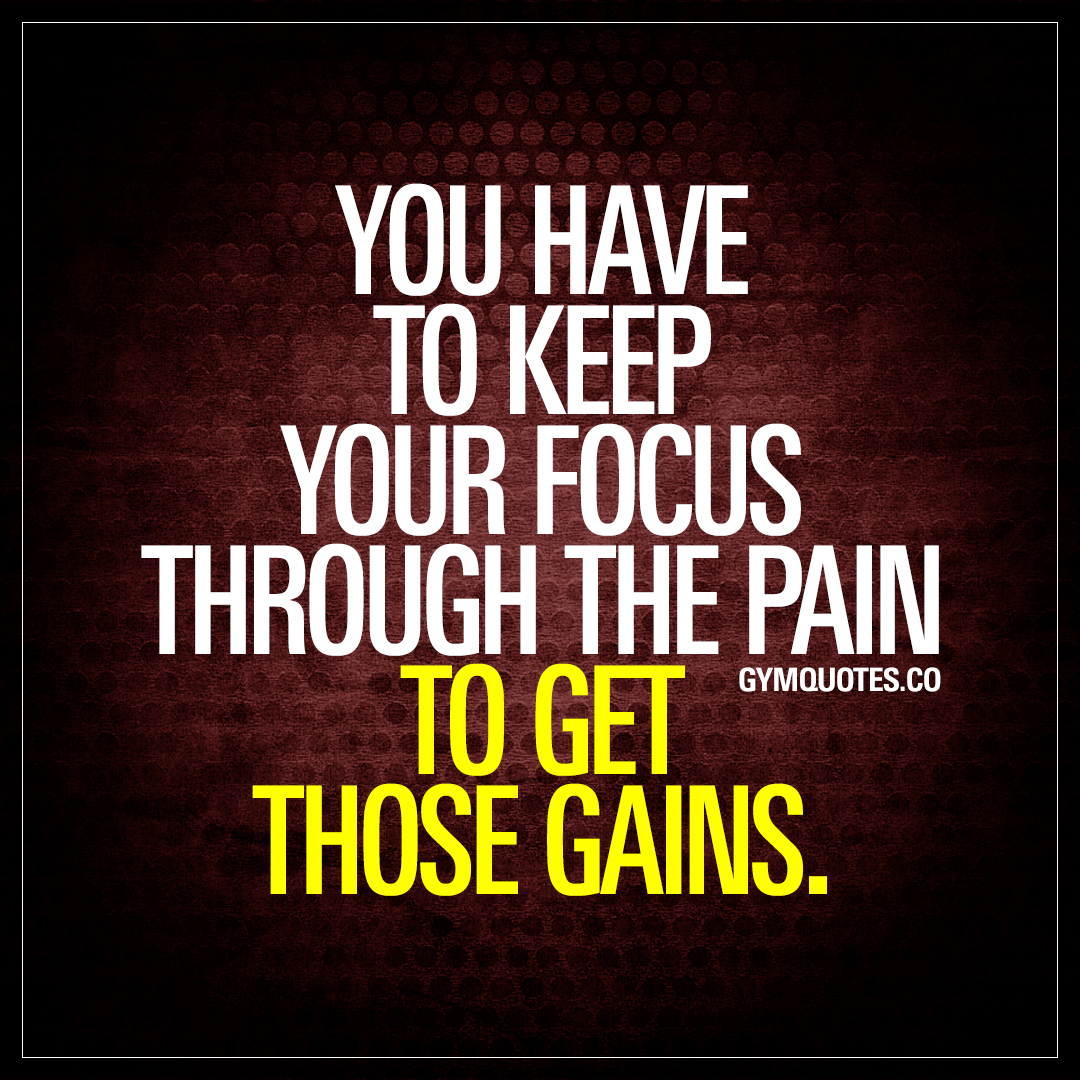 YOU HAVE
TO KEEP
YOUR FOCUS
THROUGH THE PAIN
GYMQUOTES.CO
TO GET
THOSE GAINS.